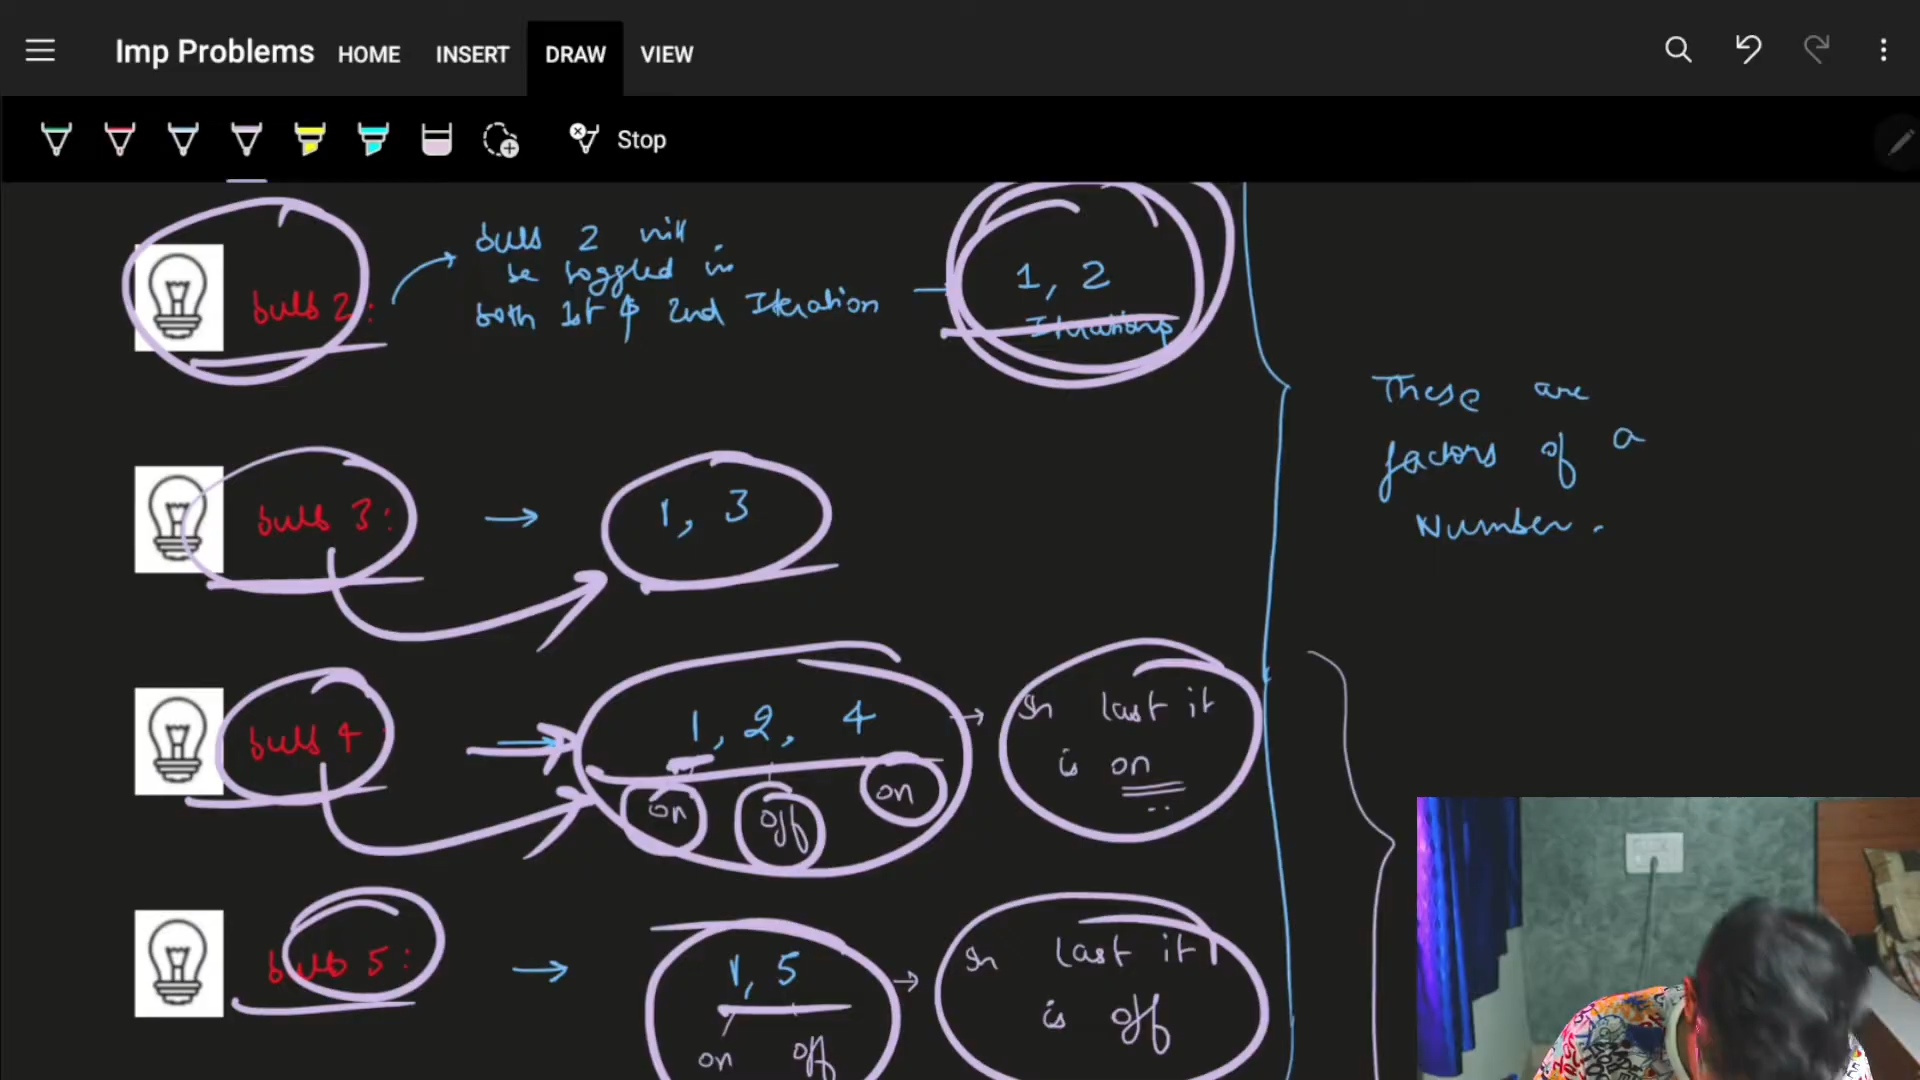 Imp Problems HOME INSERT DRAW VIEW
Stop
bulb 2:
bulb 2 will
be toggled in
both 1st & 2nd Iteration
1, 2
Iterations
These are
factors of a
Number.
bulb 3:
1, 3
bulb 4
1, 2, 4
on off on
In last it
is on
bulb 5:
1, 5
on off
In last it
is off